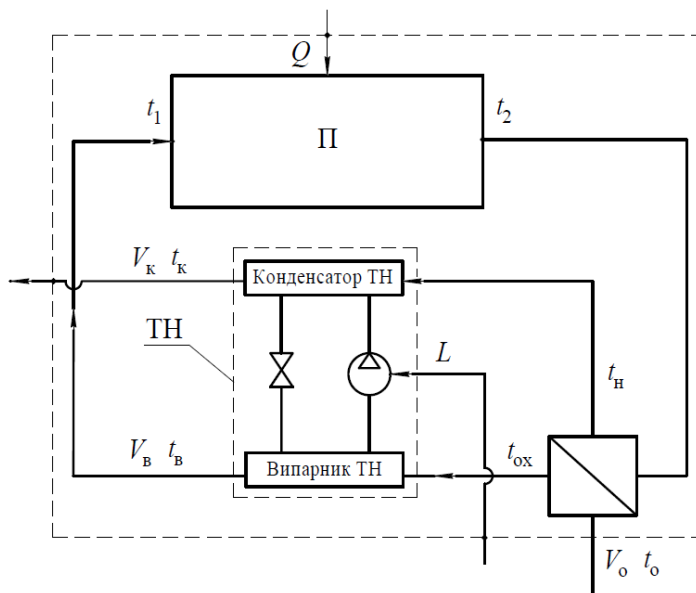 Q
t₁
t₂
П
Vк tк
Конденсатор ТН
ТН
L
tн
Vв tв
Випарник ТН
tох
Vо tо